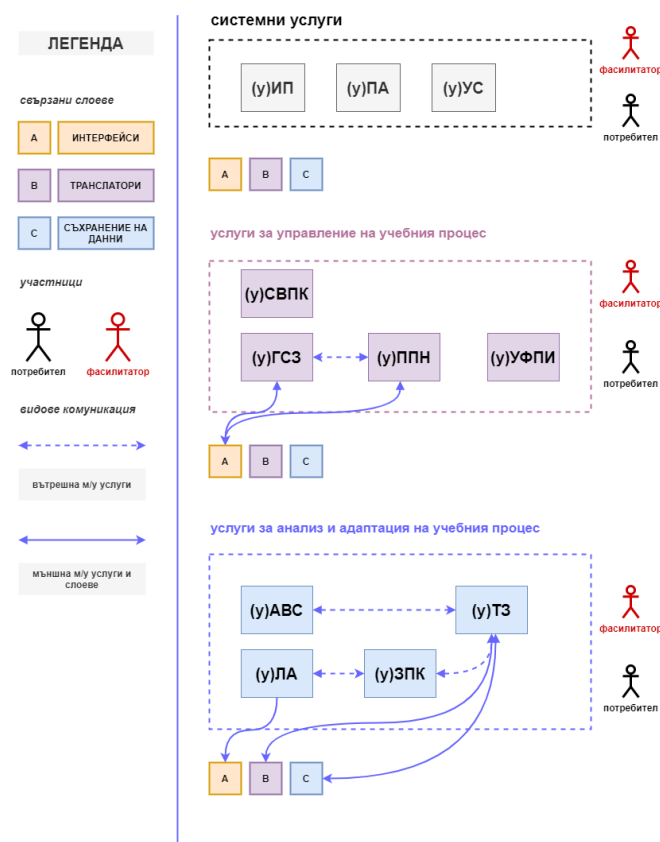 ЛЕГЕНДА
свързани слоеве
A
ИНТЕРФЕЙСИ
B
ТРАНСЛАТОРИ
C
СЪХРАНЕНИЕ НА
ДАННИ
участници
потребител
фасилитатор
видове комуникация
вътрешна м/у услуги
мъншна м/у услуги и
слоеве
системни услуги
(у)ИП
(у)ПА
(у)УС
фасилитатор
потребител
A
B
C
услуги за управление на учебния процес
(у)СВПК
(у)ГСЗ
(у)ППН
(у)УФПИ
фасилитатор
потребител
A
B
C
услуги за анализ и адаптация на учебния процес
(у)АВС
(у)ТЗ
(у)ЛА
(у)ЗПК
фасилитатор
потребител
A
B
C